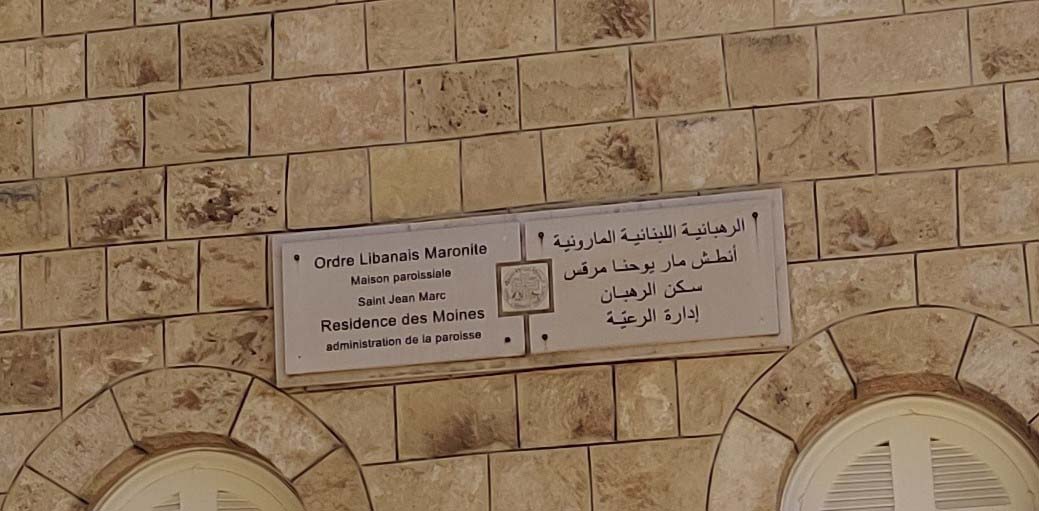 Ordre Libanais Maronite
Maison paroissiale
Saint Jean Marc
Residence des Moines
administration de la paroisse
الرهبانية اللبنانية المارونية
أنطش مار يوحنا مرقس
سكن الرهبان
إدارة الرعيّة